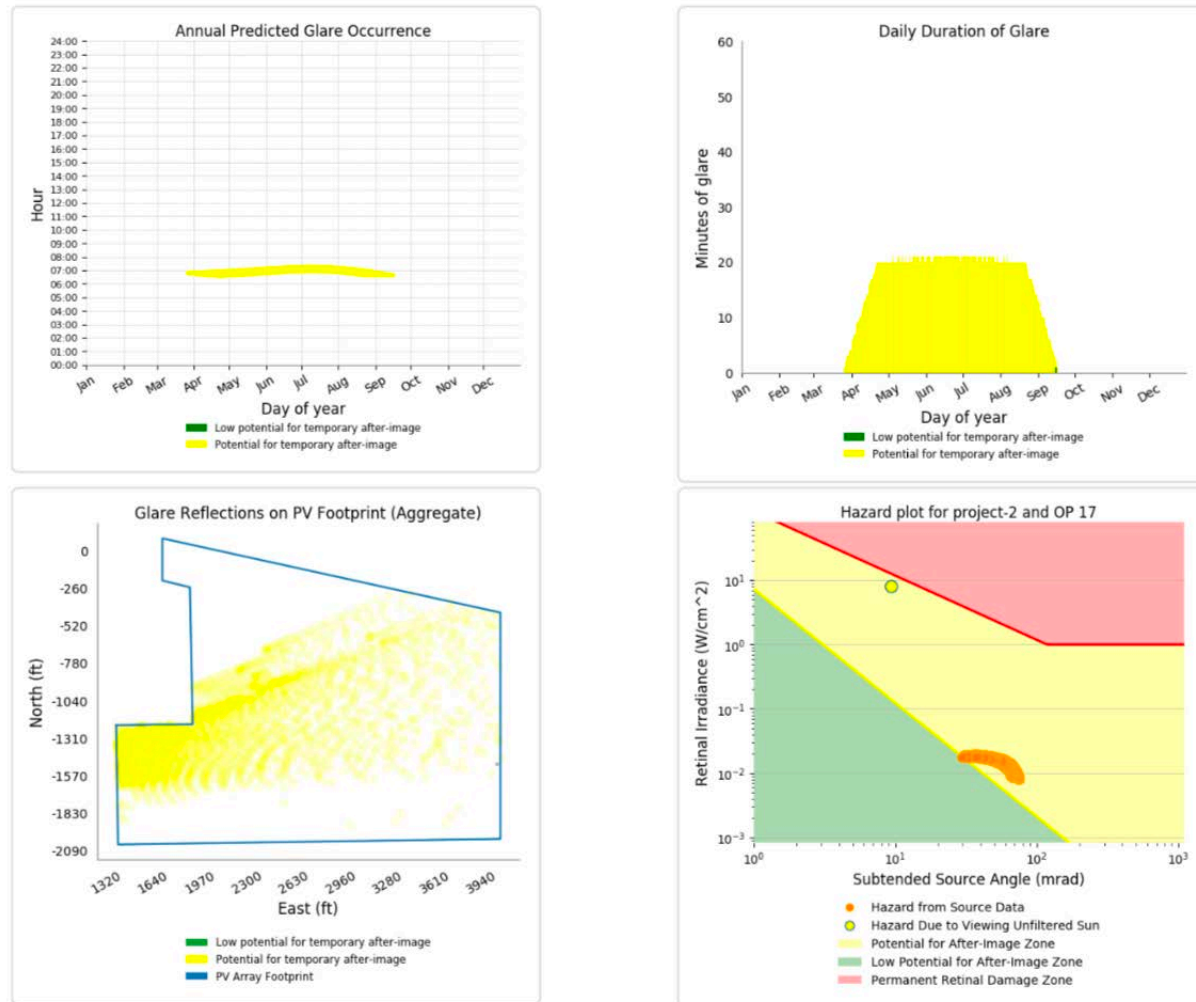 Annual Predicted Glare Occurrence
Hour
24:00
23:00
22:00
21:00
20:00
19:00
18:00
17:00
16:00
15:00
14:00
13:00
12:00
11:00
10:00
09:00
08:00
07:00
06:00
05:00
04:00
03:00
02:00
01:00
00:00
Jan Feb Mar Apr May Jun Jul Aug Sep Oct Nov Dec
Day of year
Low potential for temporary after-image
Potential for temporary after-image
Daily Duration of Glare
Minutes of glare
60
50
40
30
20
10
0
Jan Feb Mar Apr May Jun Jul Aug Sep Oct Nov Dec
Day of year
Low potential for temporary after-image
Potential for temporary after-image
Glare Reflections on PV Footprint (Aggregate)
North (ft)
0
-260
-520
-780
-1040
-1310
-1570
-1830
-2090
1320 1640 1970 2300 2630 2960 3280 3610 3940
East (ft)
Low potential for temporary after-image
Potential for temporary after-image
PV Array Footprint
Hazard plot for project-2 and OP 17
Retinal Irradiance (W/cm^2)
10¹
10⁰
10⁻¹
10⁻²
10⁻³
10⁰ 10¹ 10² 10³
Subtended Source Angle (mrad)
Hazard from Source Data
Hazard Due to Viewing Unfiltered Sun
Potential for After-Image Zone
Low Potential for After-Image Zone
Permanent Retinal Damage Zone